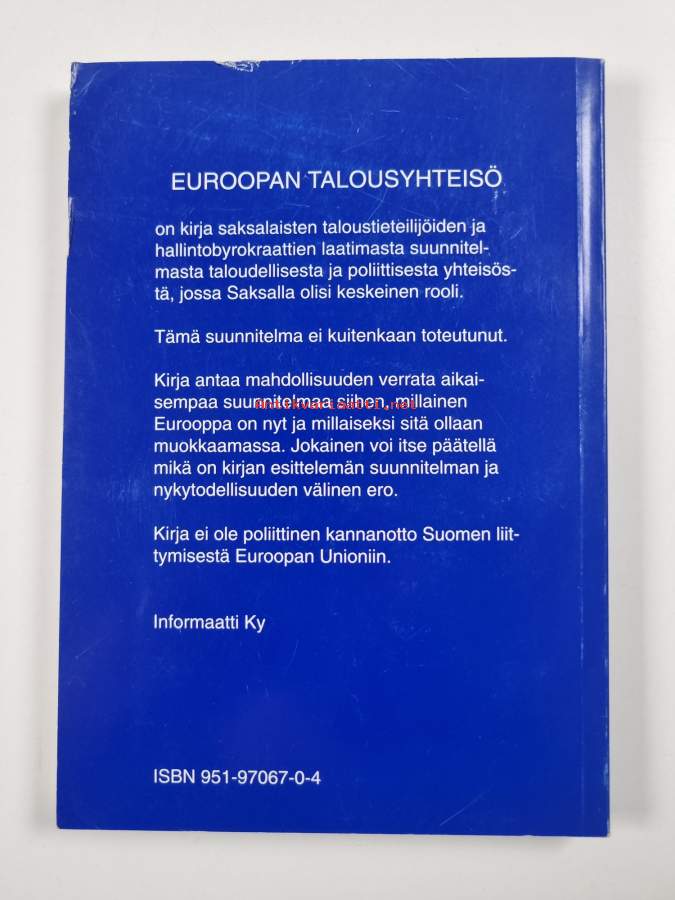 EUROOPAN TALOUSYHTEISÖ
on kirja saksalaisten taloustieteilijöiden ja
hallintobyrokraattien laatimasta suunnitel-
masta taloudellisesta ja poliittisesta yhteisös-
tä, jossa Saksalla olisi keskeinen rooli.
Tämä suunnitelma ei kuitenkaan toteutunut.
Kirja antaa mahdollisuuden verrata aikai-
sempaa suunnitelmaa siihen, millainen
Antikvariaatti.net
Eurooppa on nyt ja millaiseksi sitä ollaan
muokkaamassa. Jokainen voi itse päätellä
mikä on kirjan esittelemän suunnitelman ja
nykytodellisuuden välinen ero.
Kirja ei ole poliittinen kannanotto Suomen liit-
tymisestä Euroopan Unioniin.
Informaatti Ky
ISBN 951-97067-0-4